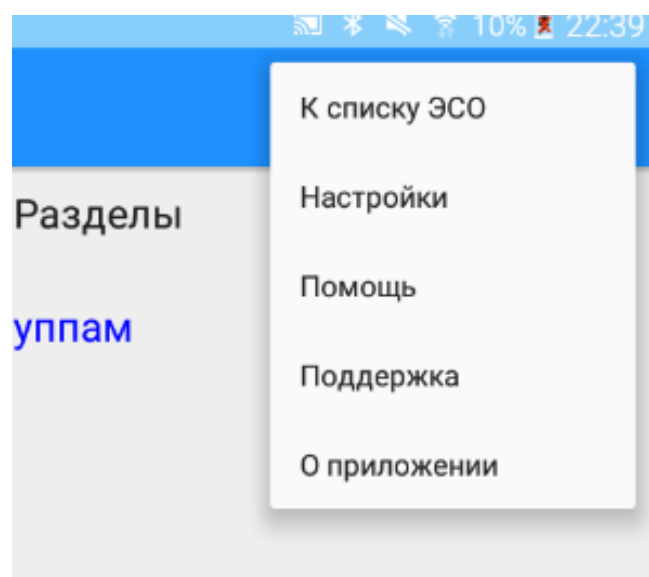 10% 22:39
К списку ЭСО
Настройки
Разделы
Помощь
уппам
Поддержка
О приложении